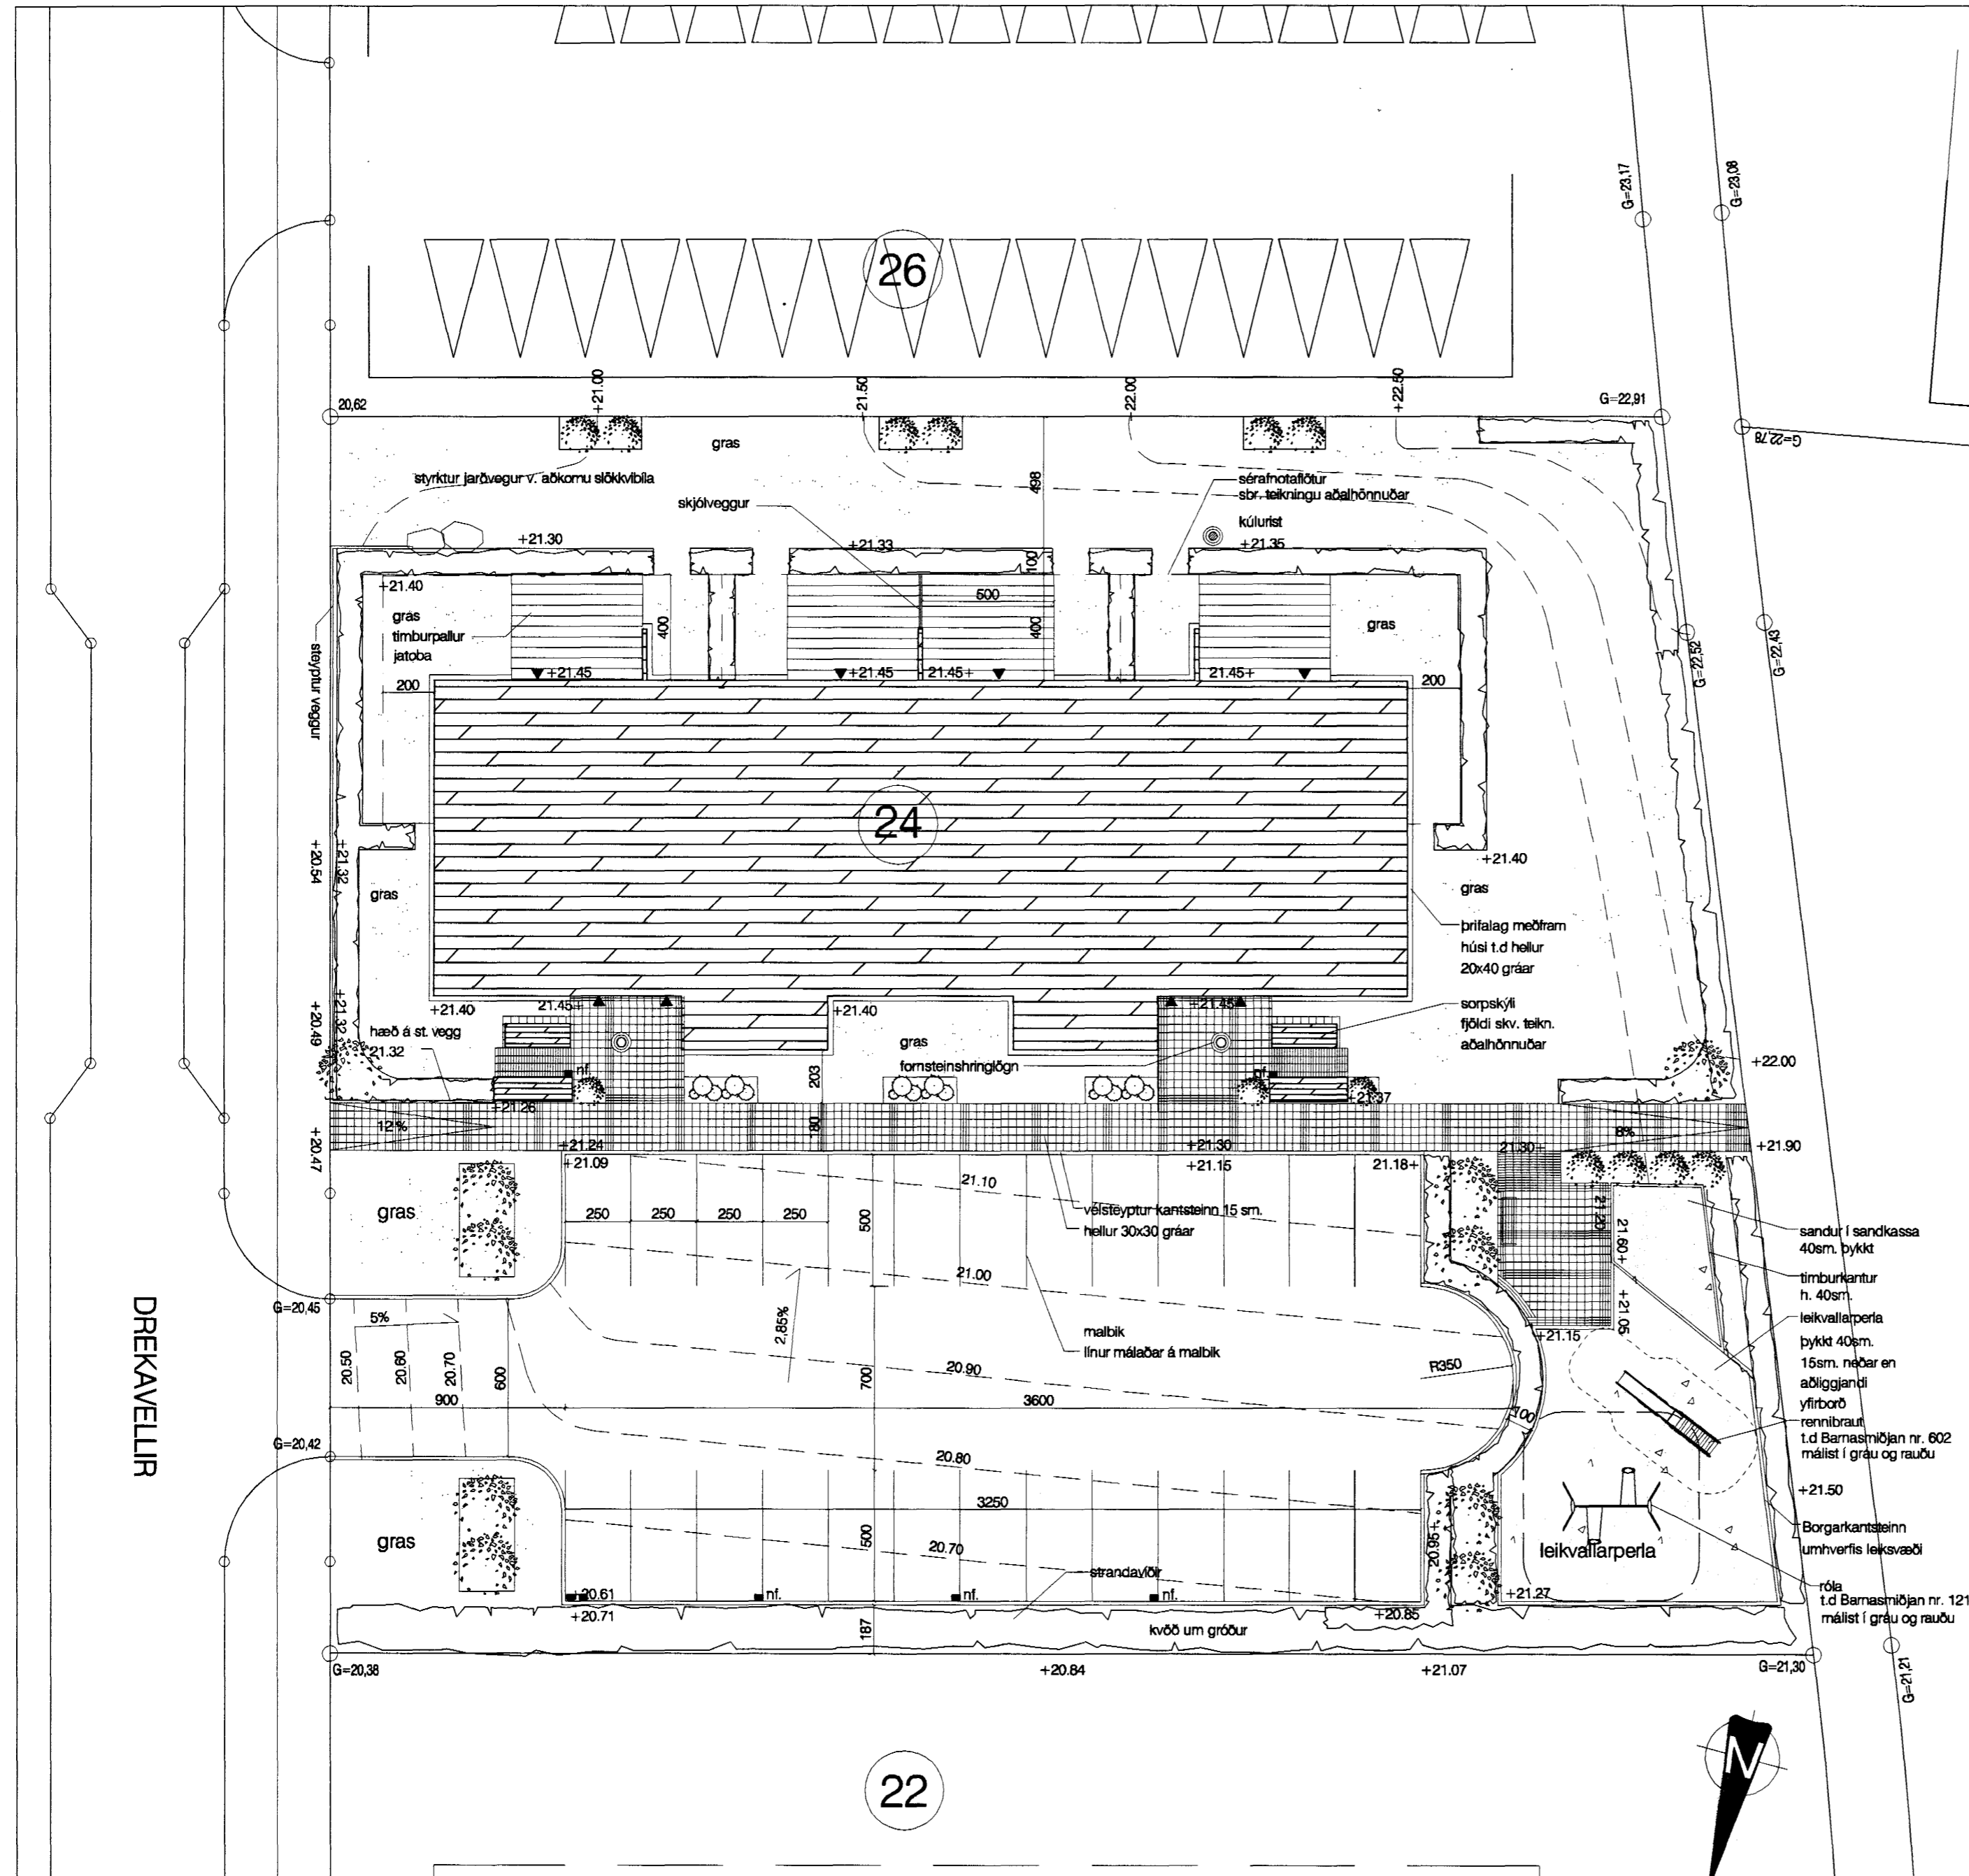 G=23,17
G=23,08
26
+21.00
21.50
22.00
+22.50
20,62
G=22,91
G=22,78
gras
styrktur jarðvegur v. aðkomu slökkvibíla
498
sérafnotaflötur
sbr. teikningu aðalhönnuðar
skjólveggur
kúlurist
+21.30
+21.33
+21.35
100
+21.40
500
gras
timburpallur
jatoba
400
400
gras
G=22,52
G=22,43
steyptur veggur
+21.45
+21.45
21.45+
21.45+
200
200
24
+21.32
+20.54
+21.40
gras
gras
þrifalag meðfram
húsi t.d hellur
20x40 gráar
+21.32
+20.49
+21.40
21.45+
+21.40
+21.45
sorpskýli
fjöldi skv. teikn.
aðalhönnuðar
hæð á st. vegg
21.32
gras
fornsteinshringlögn
nf.
nf.
203
+22.00
+21.26
+21.37
12%
180
8%
+20.47
+21.24
+21.30
21.30+
+21.90
+21.09
+21.15
21.18+
21.10
gras
250
250
250
250
500
vélsteyptur kantsteinn 15 sm.
hellur 30x30 gráar
21.20
21.60+
sandur í sandkassa
40sm. þykkt
21.00
timburkantur
h. 40sm.
G=20,45
5%
2.85%
+21.05
+21.15
leikvallarperla
þykkt 40sm.
15sm. neðar en
aðliggjandi
yfirborð
malbik
línur málaðar á malbik
DREKAVELLIR
20.50
20.60
20.70
600
700
20.90
R350
900
3600
100
rennibraut
t.d Barnasmiðjan nr. 602
málist í gráu og rauðu
G=20,42
20.80
+21.50
3250
gras
500
20.70
20.95+
Borgarkantsteinn
umhverfis leiksvæði
leikvallarperla
strandavíðir
+20.61
nf.
nf.
nf.
+21.27
róla
t.d Barnasmiðjan nr. 121
málist í gráu og rauðu
+20.71
+20.85
187
kvöð um gróður
G=20,38
+20.84
+21.07
G=21,30
G=21,21
N
22